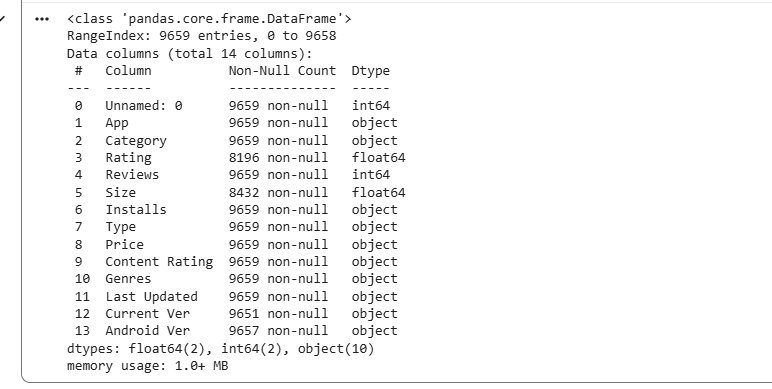 <class 'pandas.core.frame.DataFrame'>
RangeIndex: 9659 entries, 0 to 9658
Data columns (total 14 columns):
 #   Column          Non-Null Count  Dtype
---  ------          --------------  -----
 0   Unnamed: 0      9659 non-null   int64
 1   App             9659 non-null   object
 2   Category        9659 non-null   object
 3   Rating          8196 non-null   float64
 4   Reviews         9659 non-null   int64
 5   Size            8432 non-null   float64
 6   Installs        9659 non-null   object
 7   Type            9659 non-null   object
 8   Price           9659 non-null   object
 9   Content Rating  9659 non-null   object
 10  Genres          9659 non-null   object
 11  Last Updated    9659 non-null   object
 12  Current Ver     9651 non-null   object
 13  Android Ver     9657 non-null   object
dtypes: float64(2), int64(2), object(10)
memory usage: 1.0+ MB